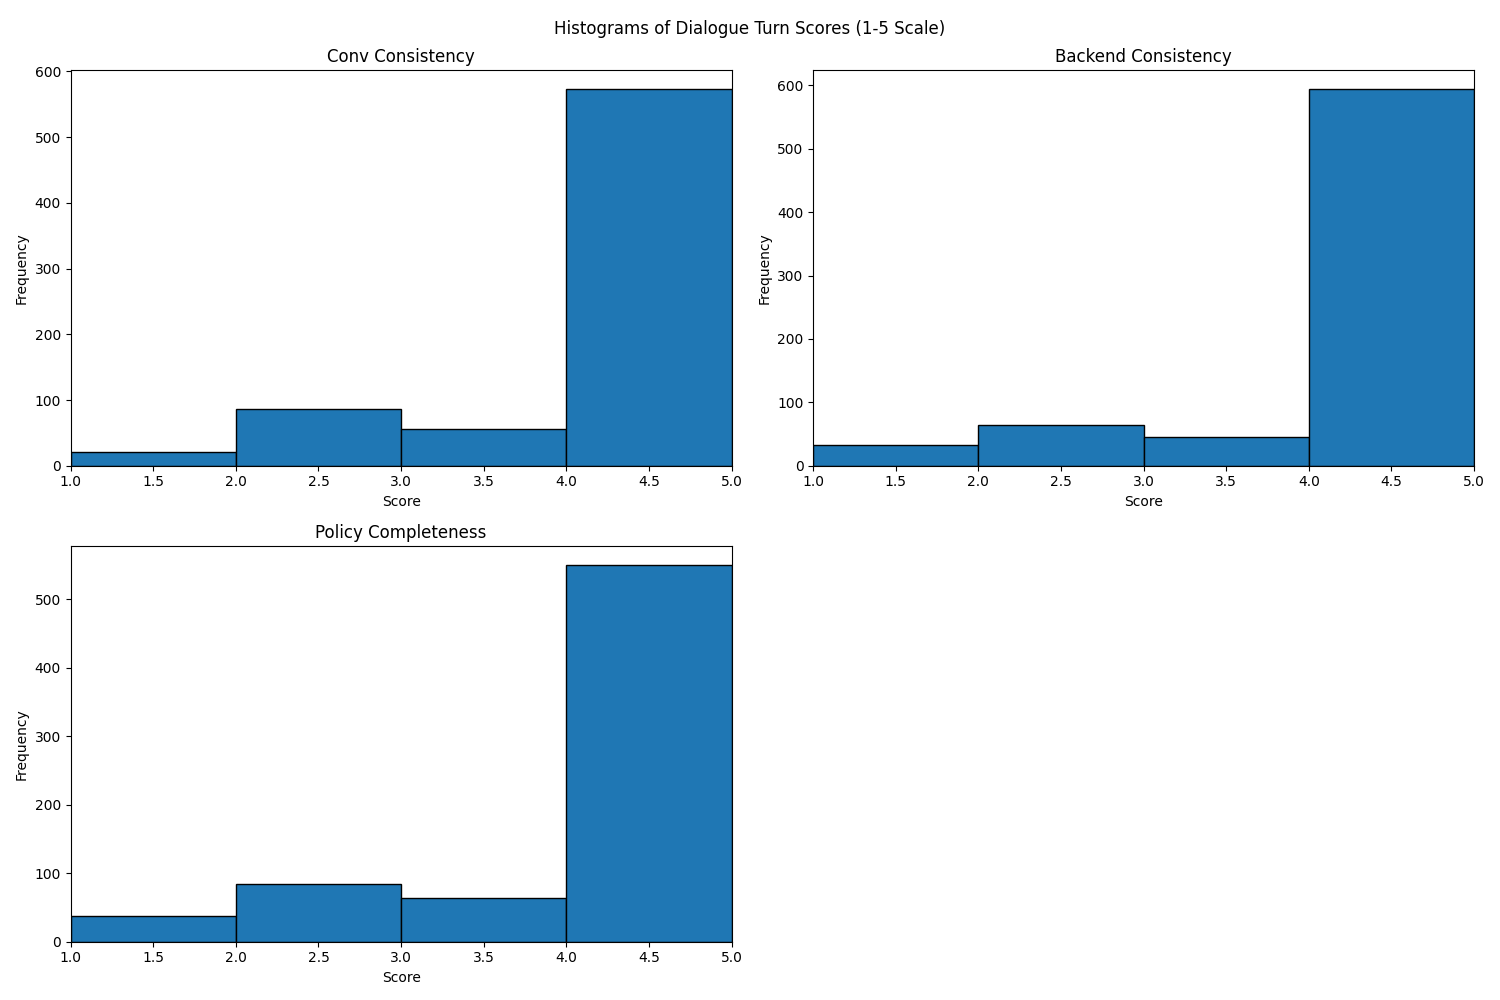 Histograms of Dialogue Turn Scores (1-5 Scale)
Conv Consistency
600
500
400
300
200
100
0
Frequency
1.0 1.5 2.0 2.5 3.0 3.5 4.0 4.5 5.0
Score
Backend Consistency
600
500
400
300
200
100
0
Frequency
1.0 1.5 2.0 2.5 3.0 3.5 4.0 4.5 5.0
Score
Policy Completeness
500
400
300
200
100
0
Frequency
1.0 1.5 2.0 2.5 3.0 3.5 4.0 4.5 5.0
Score